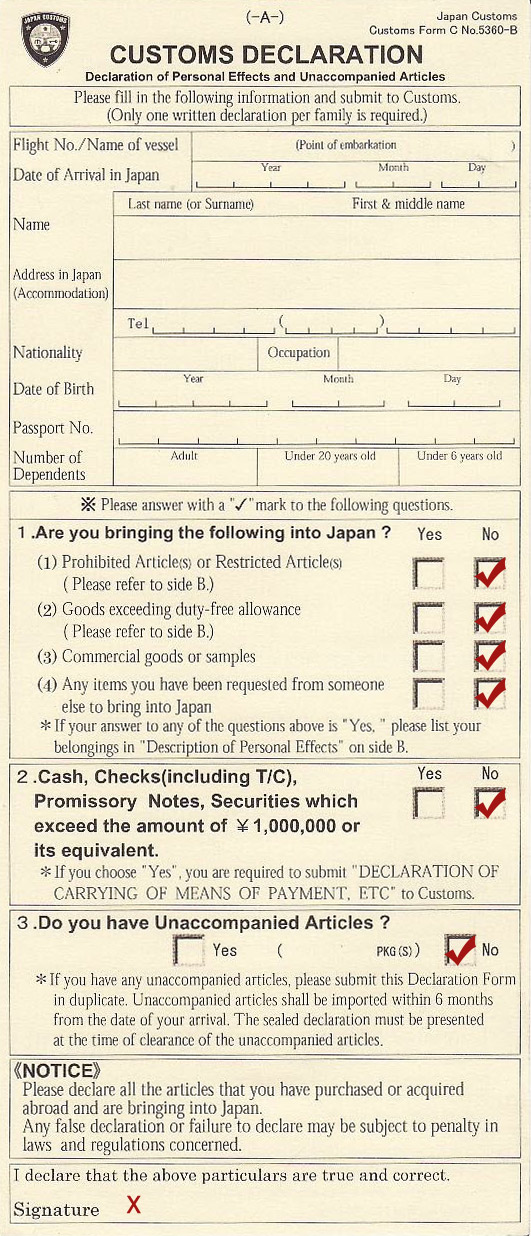 (-A-)
Japan Customs
Customs Form C No.5360-B
JAPAN CUSTOMS
CUSTOMS DECLARATION
Declaration of Personal Effects and Unaccompanied Articles
Please fill in the following information and submit to Customs.
(Only one written declaration per family is required.)
Flight No./Name of vessel (Point of embarkation )
Date of Arrival in Japan Year Month Day
Last name (or Surname) First & middle name
Name
Address in Japan
(Accommodation)
Tel ( )
Nationality Occupation
Date of Birth Year Month Day
Passport No.
Number of Dependents Adult Under 20 years old Under 6 years old
※ Please answer with a "✓" mark to the following questions.
1 .Are you bringing the following into Japan ? Yes No
(1) Prohibited Article(s) or Restricted Article(s)
( Please refer to side B.)
(2) Goods exceeding duty-free allowance
( Please refer to side B.)
(3) Commercial goods or samples
(4) Any items you have been requested from someone
else to bring into Japan
* If your answer to any of the questions above is "Yes, " please list your
belongings in "Description of Personal Effects" on side B.
2 .Cash, Checks(including T/C), Yes No
Promissory Notes, Securities which
exceed the amount of ¥1,000,000 or
its equivalent.
* If you choose "Yes", you are required to submit "DECLARATION OF
CARRYING OF MEANS OF PAYMENT, ETC" to Customs.
3 .Do you have Unaccompanied Articles ?
Yes ( PKG(S)) No
* If you have any unaccompanied articles, please submit this Declaration Form
in duplicate. Unaccompanied articles shall be imported within 6 months
from the date of your arrival. The sealed declaration must be presented
at the time of clearance of the unaccompanied articles.
《NOTICE》
Please declare all the articles that you have purchased or acquired
abroad and are bringing into Japan.
Any false declaration or failure to declare may be subject to penalty in
laws and regulations concerned.
I declare that the above particulars are true and correct.
Signature X